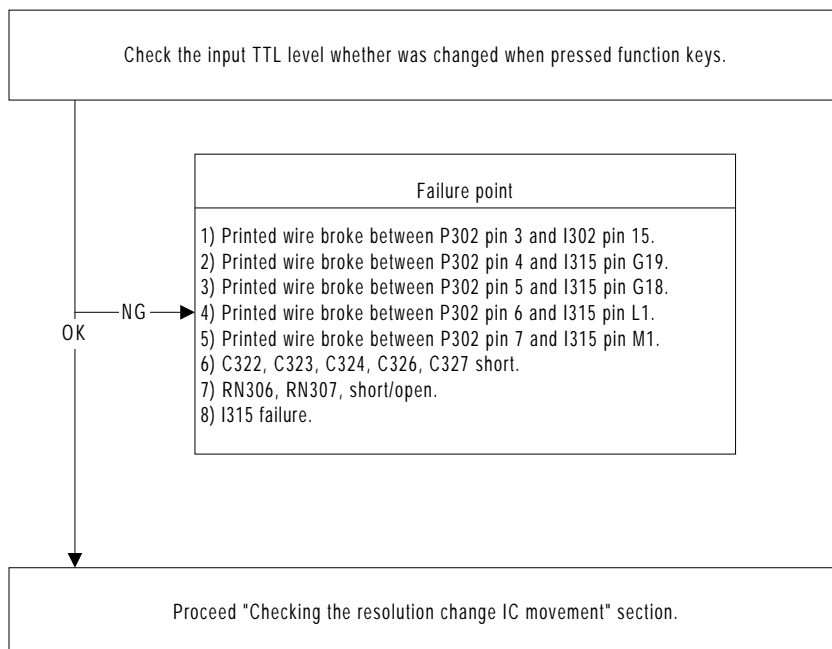 Check the input TTL level whether was changed when pressed function keys.
Failure point
1) Printed wire broke between P302 pin 3 and I302 pin 15.
2) Printed wire broke between P302 pin 4 and I315 pin G19.
3) Printed wire broke between P302 pin 5 and I315 pin G18.
4) Printed wire broke between P302 pin 6 and I315 pin L1.
5) Printed wire broke between P302 pin 7 and I315 pin M1.
6) C322, C323, C324, C326, C327 short.
7) RN306, RN307, short/open.
8) I315 failure.
NG
OK
Proceed "Checking the resolution change IC movement" section.